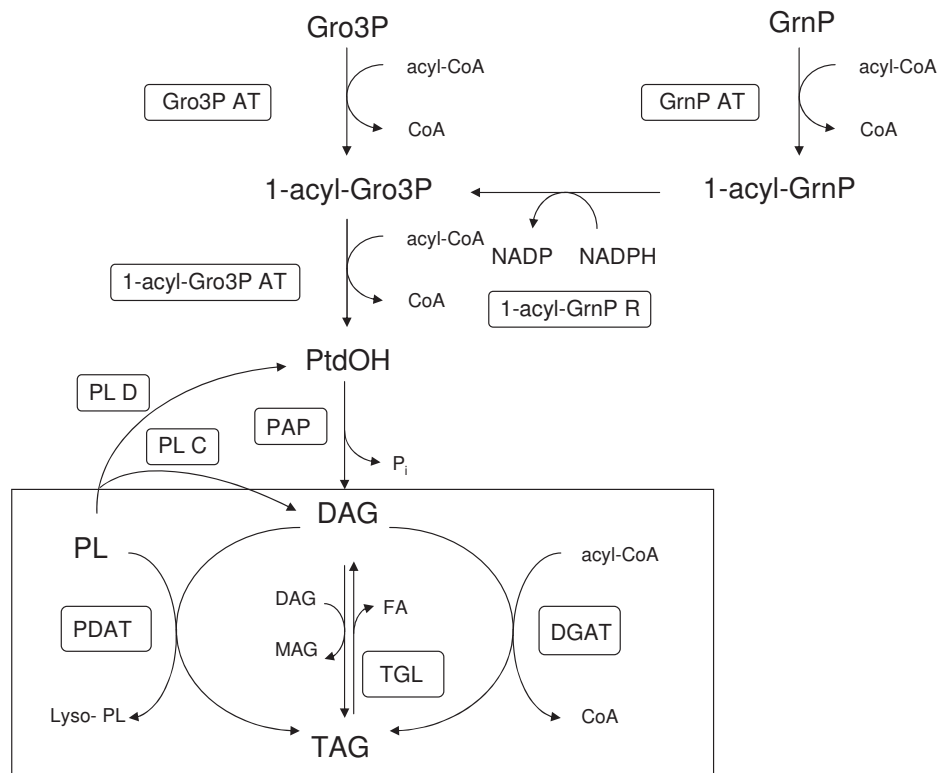 Gro3P
GrnP
acyl-CoA
acyl-CoA
Gro3P AT
GrnP AT
CoA
CoA
1-acyl-Gro3P
1-acyl-GrnP
acyl-CoA
NADP
NADPH
1-acyl-Gro3P AT
CoA
1-acyl-GrnP R
PtdOH
PL D
PAP
PL C
Pi
DAG
PL
acyl-CoA
DAG
FA
PDAT
DGAT
MAG
TGL
Lyso- PL
CoA
TAG